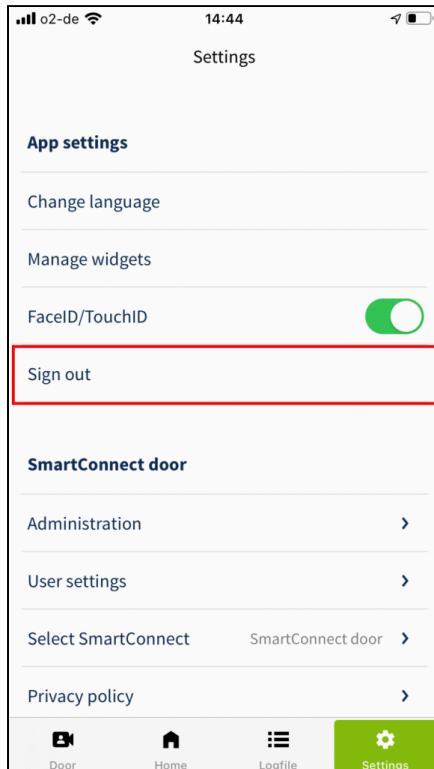 o2-de 14:44
Settings
App settings
Change language
Manage widgets
FaceID/TouchID
Sign out
SmartConnect door
Administration
User settings
Select SmartConnect SmartConnect door
Privacy policy
Door Home Logfile Settings